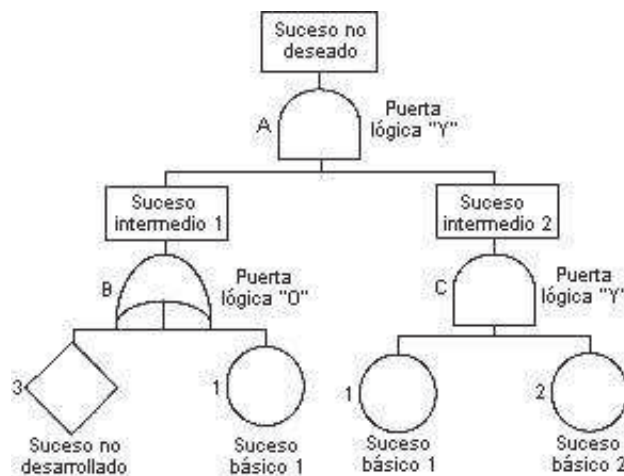 Suceso no
deseado
A
Puerta
lógica "Y"
Suceso
intermedio 1
Suceso
intermedio 2
B
Puerta
lógica "O"
C
Puerta
lógica "Y"
3
1
1
2
Suceso no
desarrollado
Suceso
básico 1
Suceso
básico 1
Suceso
básico 2